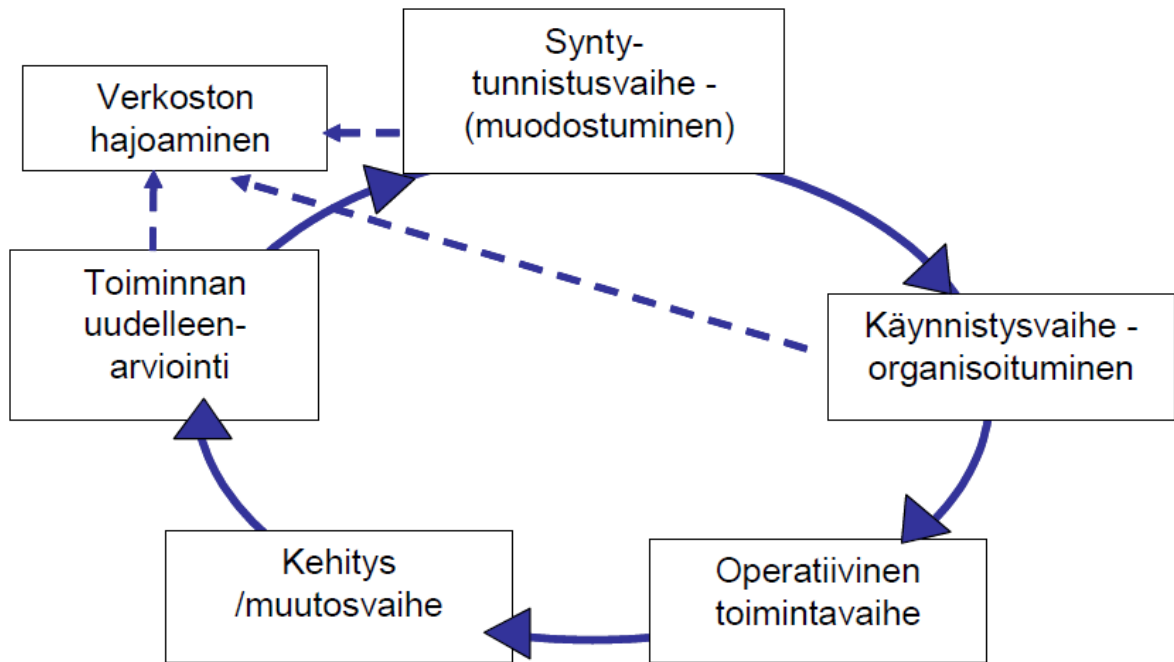 Synty-
tunnistusvaihe -
(muodostuminen)
Verkoston
hajoaminen
Toiminnan
uudelleen-
arviointi
Käynnistysvaihe -
organisoituminen
Kehitys
/muutosvaihe
Operatiivinen
toimintavaihe